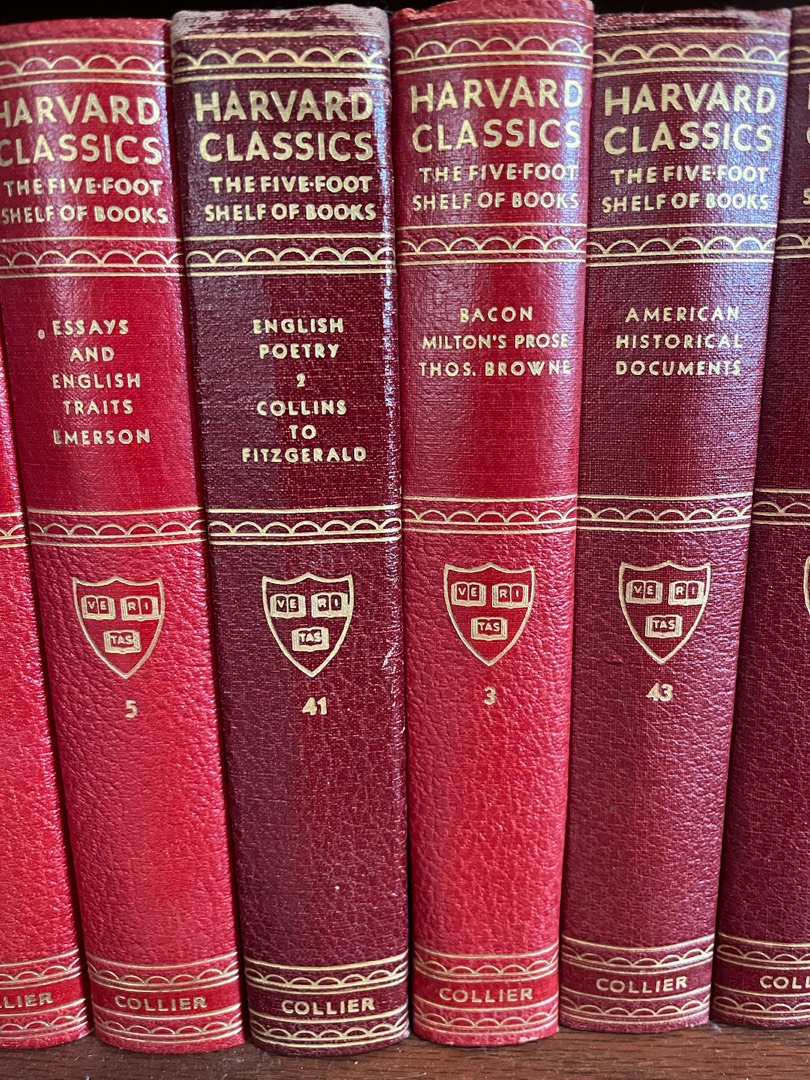 HARVARD
CLASSICS
THE FIVE-FOOT
SHELF OF BOOKS
ESSAYS
AND
ENGLISH
TRAITS
EMERSON
VE RI
TAS
5
COLLIER
HARVARD
CLASSICS
THE FIVE-FOOT
SHELF OF BOOKS
ENGLISH
POETRY
2
COLLINS
TO
FITZGERALD
VE RI
TAS
41
COLLIER
HARVARD
CLASSICS
THE FIVE-FOOT
SHELF OF BOOKS
BACON
MILTON'S PROSE
THOS. BROWNE
VE RI
TAS
3
COLLIER
HARVARD
CLASSICS
THE FIVE-FOOT
SHELF OF BOOKS
AMERICAN
HISTORICAL
DOCUMENTS
VE RI
TAS
43
COLLIER